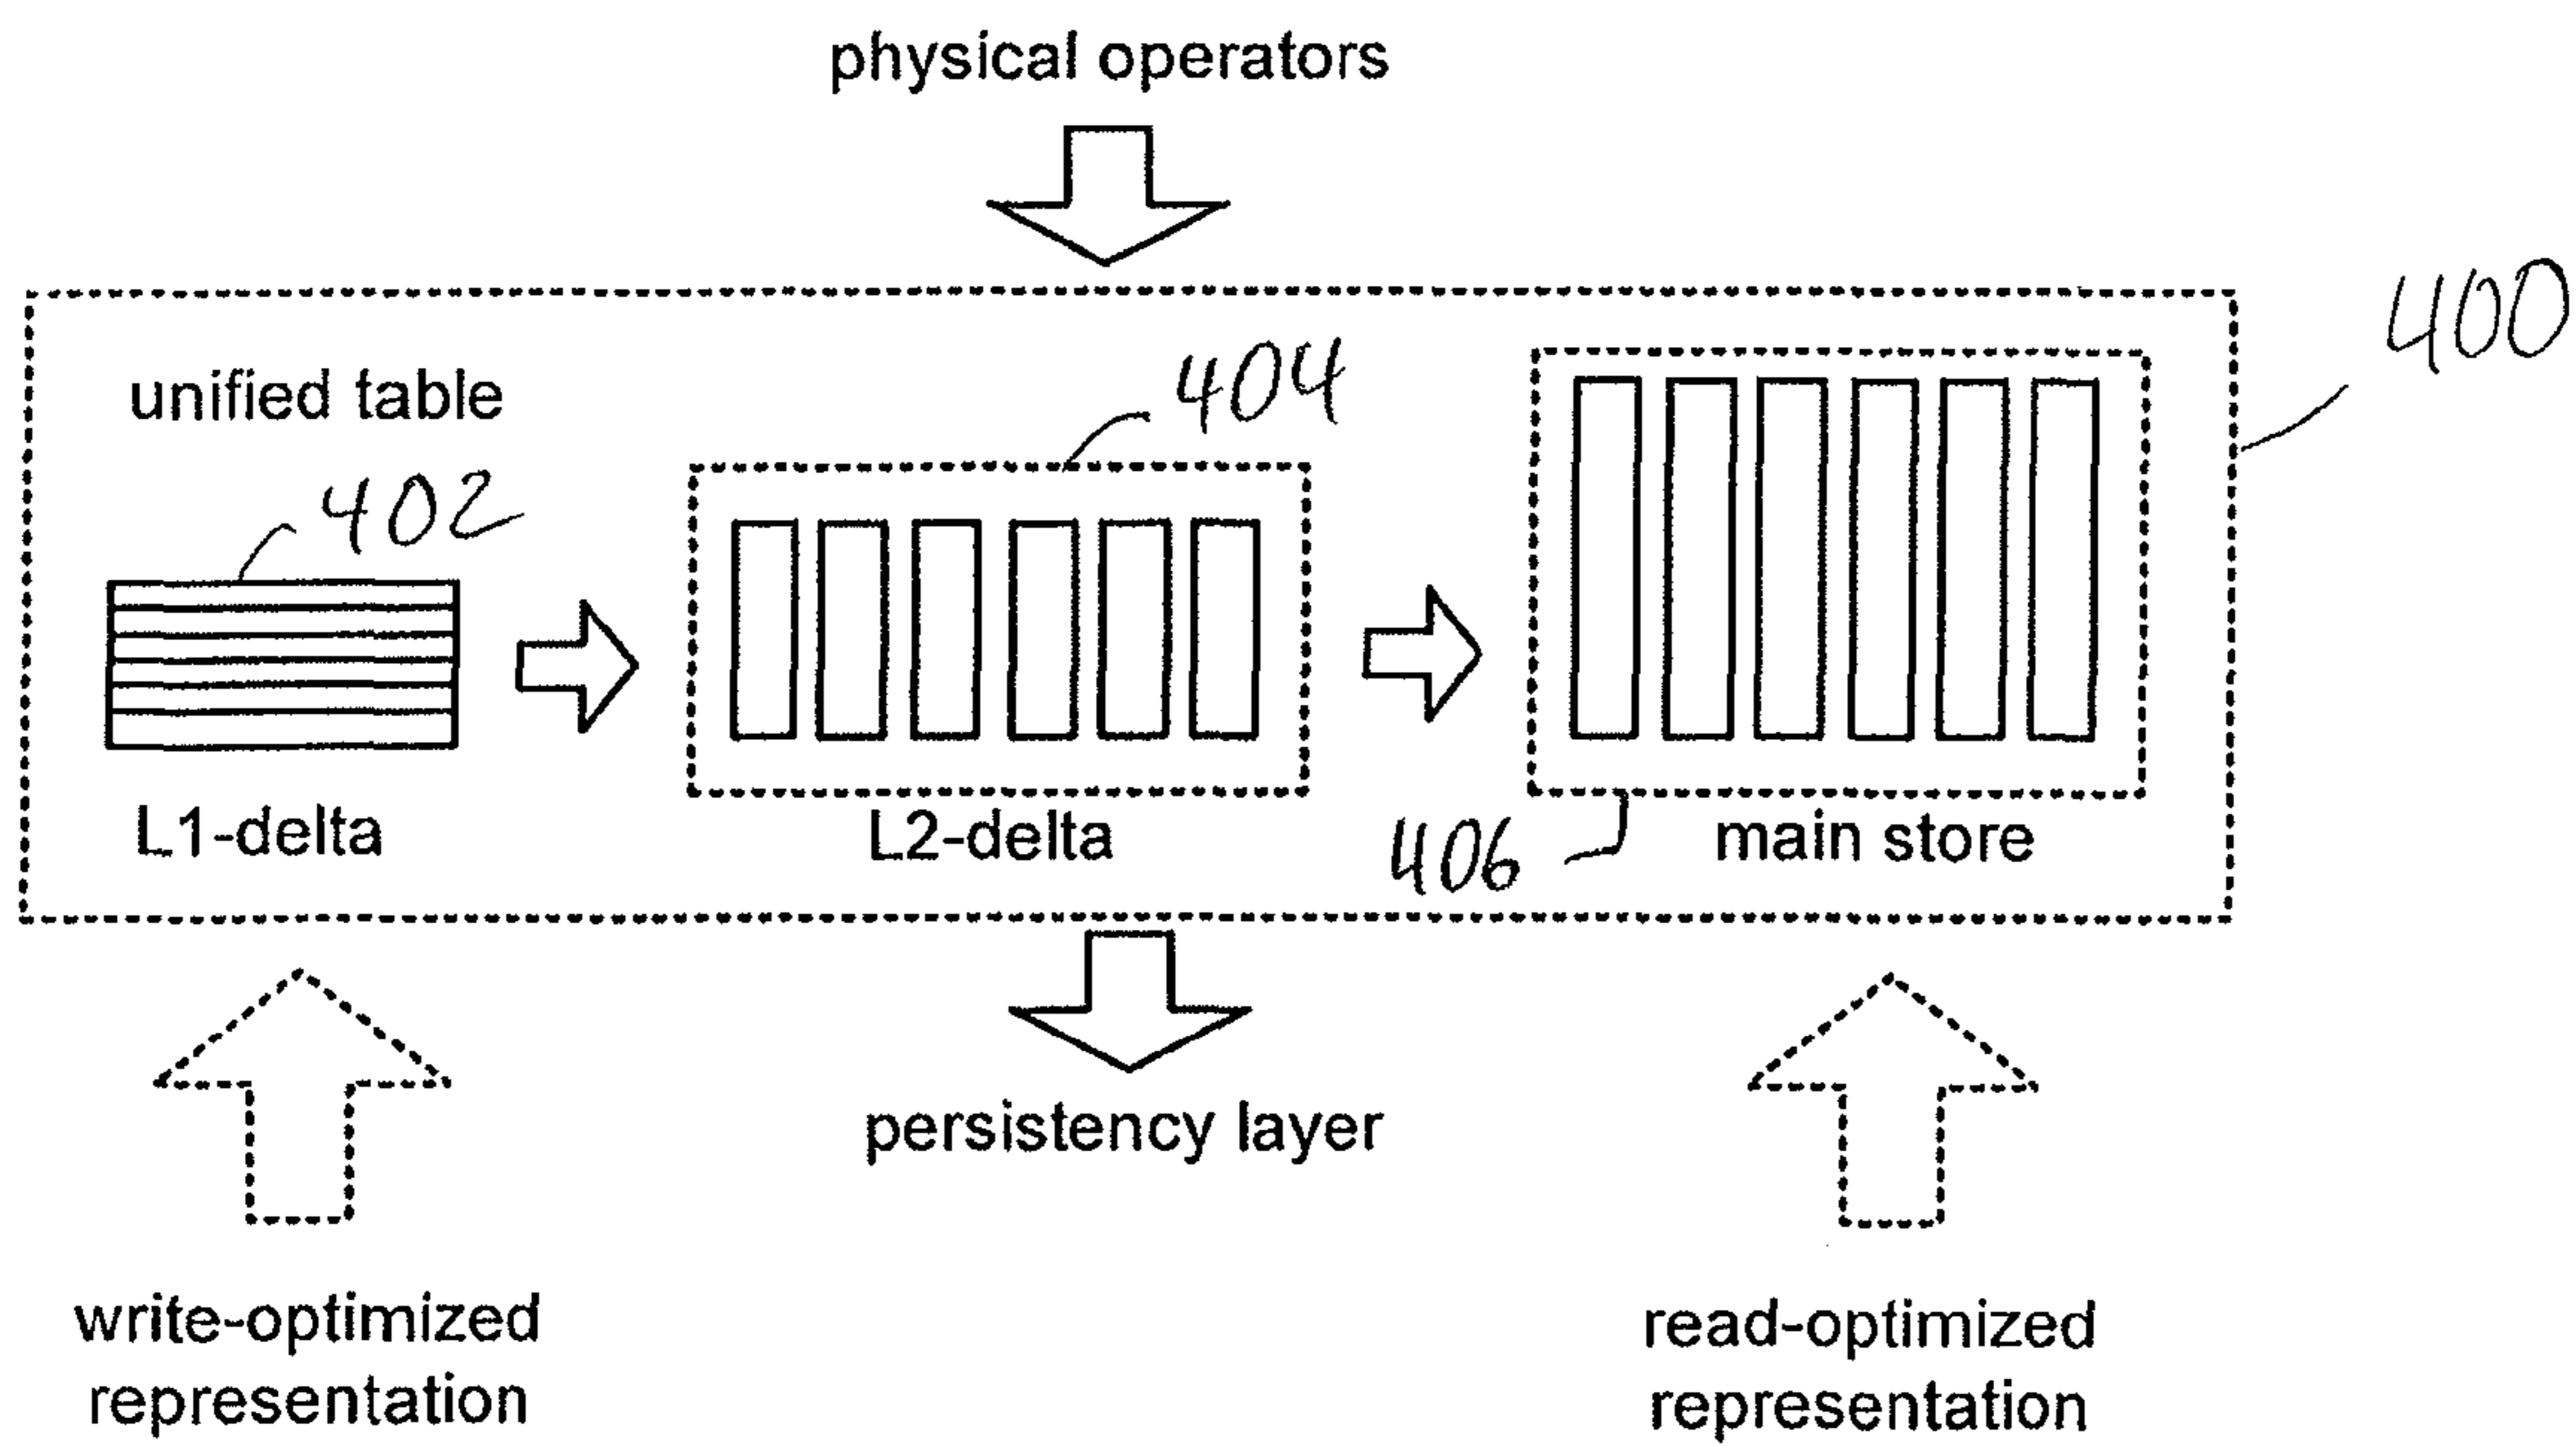 physical operators
400
unified table
404
402
L1-delta
L2-delta
406
main store
persistency layer
write-optimized
representation
read-optimized
representation